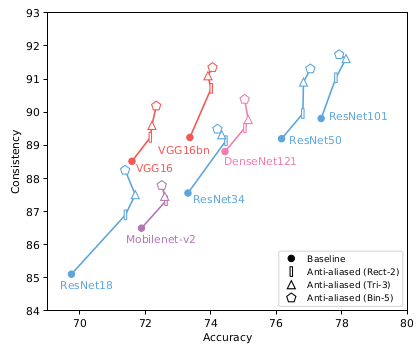 93
92
91
90
89
88
87
86
85
84
Consistency
ResNet101
ResNet50
VGG16bn
DenseNet121
VGG16
ResNet34
Mobilenet-v2
ResNet18
Baseline
Anti-aliased (Rect-2)
Anti-aliased (Tri-3)
Anti-aliased (Bin-5)
70 72 74 76 78 80
Accuracy